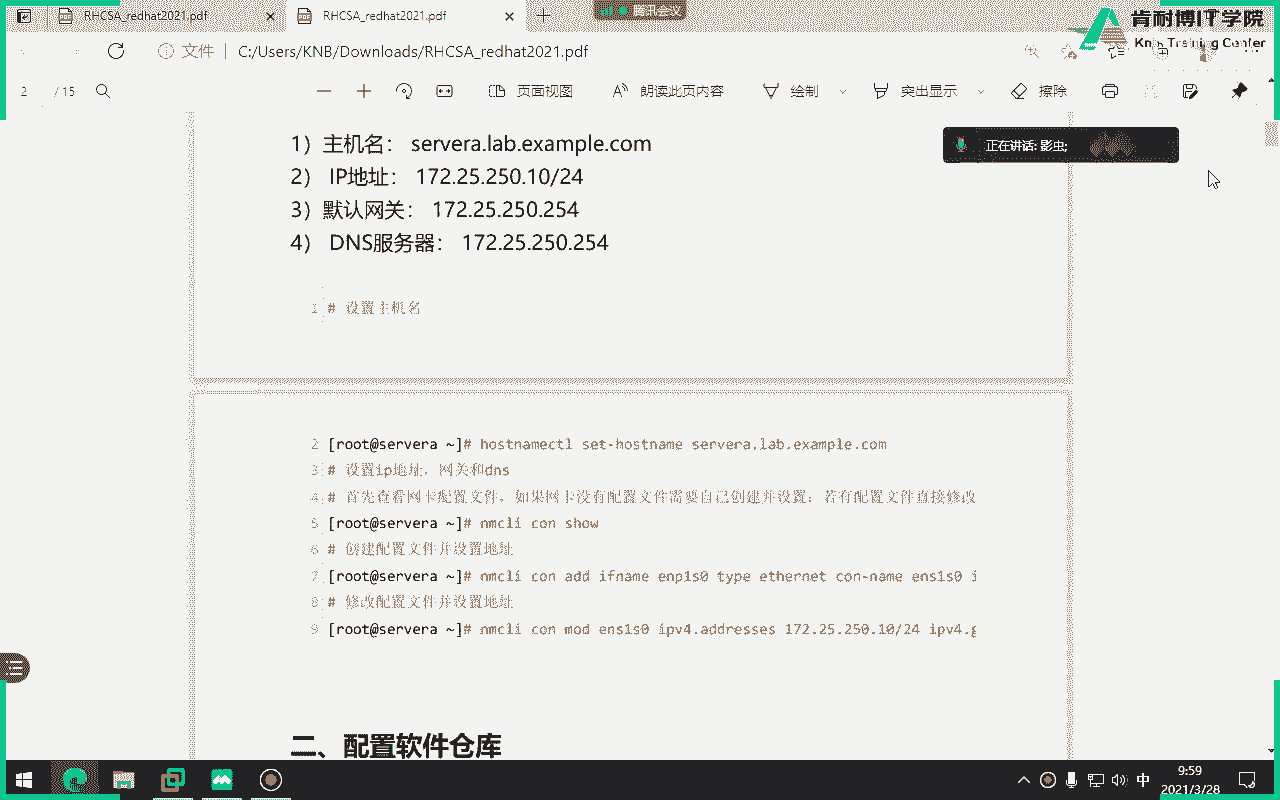 RHCSA_redhat2021.pdf
RHCSA_redhat2021.pdf
腾讯会议
肯耐博IT学院
Knb Training Center
文件 C:/Users/KNB/Downloads/RHCSA_redhat2021.pdf
2 / 15 页面视图 朗读此页内容 绘制 突出显示 擦除
正在讲话: 影虫;
1）主机名： servera.lab.example.com
2） IP地址： 172.25.250.10/24
3）默认网关： 172.25.250.254
4） DNS服务器： 172.25.250.254
1 # 设置主机名
2 [root@servera ~]# hostnamectl set-hostname servera.lab.example.com
3 # 设置ip地址，网关和dns
4 # 首先查看网卡配置文件，如果网卡没有配置文件需要自己创建并设置；若有配置文件直接修改
5 [root@servera ~]# nmcli con show
6 # 创建配置文件并设置地址
7 [root@servera ~]# nmcli con add ifname enp1s0 type ethernet con-name ens1s0 i
8 # 修改配置文件并设置地址
9 [root@servera ~]# nmcli con mod ens1s0 ipv4.addresses 172.25.250.10/24 ipv4.g
二、配置软件仓库
中
9:59
2021/3/28